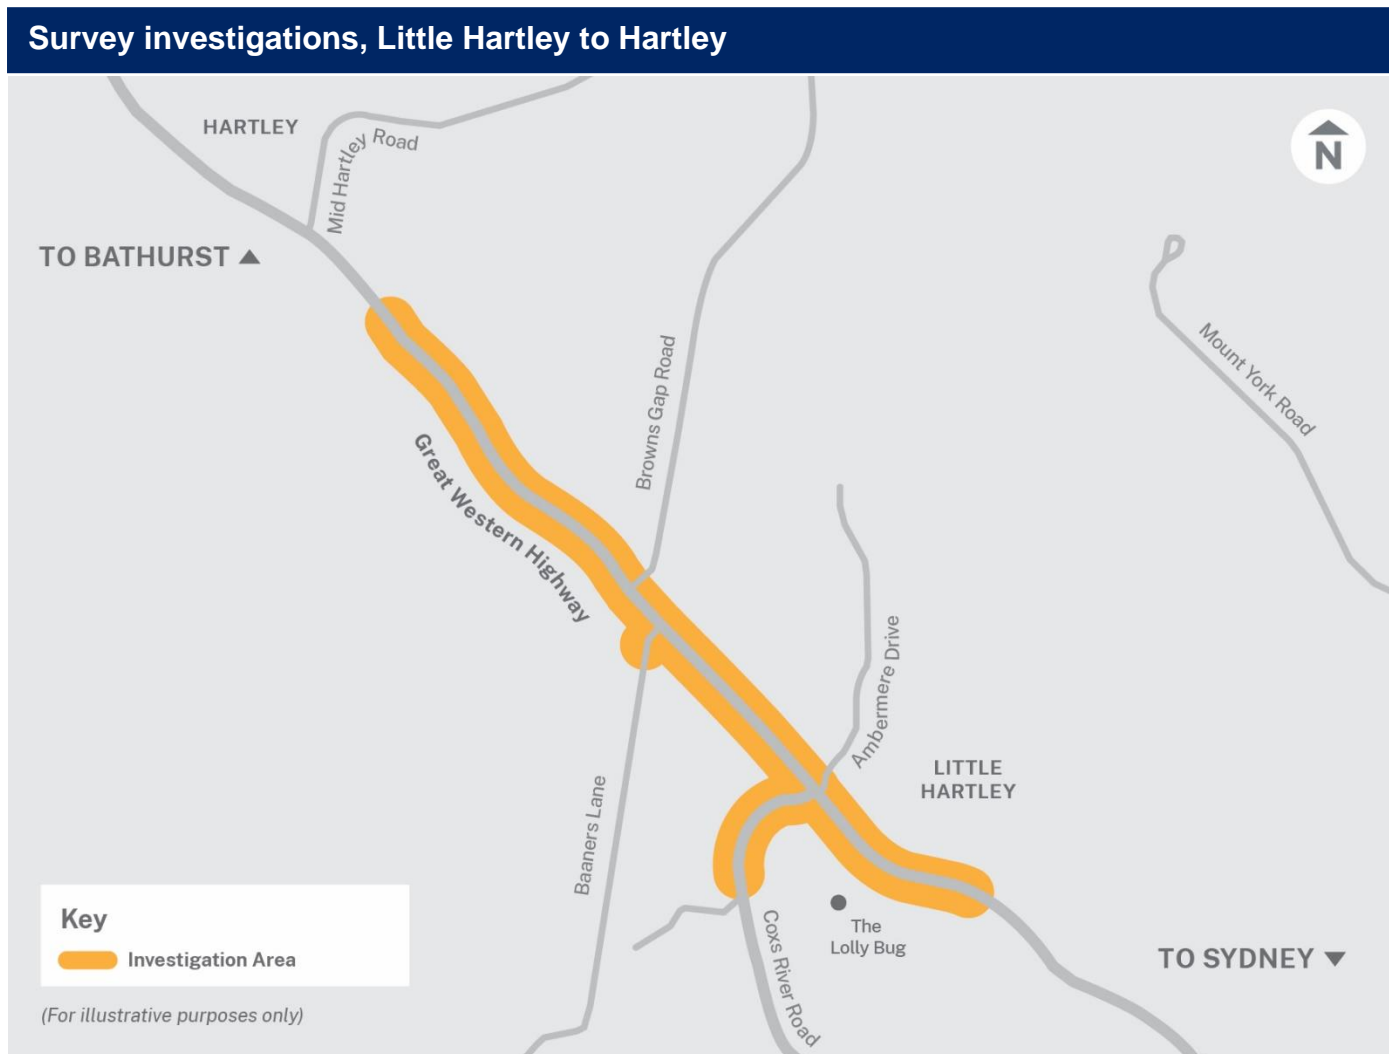 Survey investigations, Little Hartley to Hartley
HARTLEY
Mid Hartley Road
N
TO BATHURST ▲
Mount York Road
Browns Gap Road
Great Western Highway
Ambermere Drive
LITTLE
HARTLEY
Baaners Lane
The
Lolly Bug
Coxs River Road
TO SYDNEY ▼
Key
Investigation Area
(For illustrative purposes only)